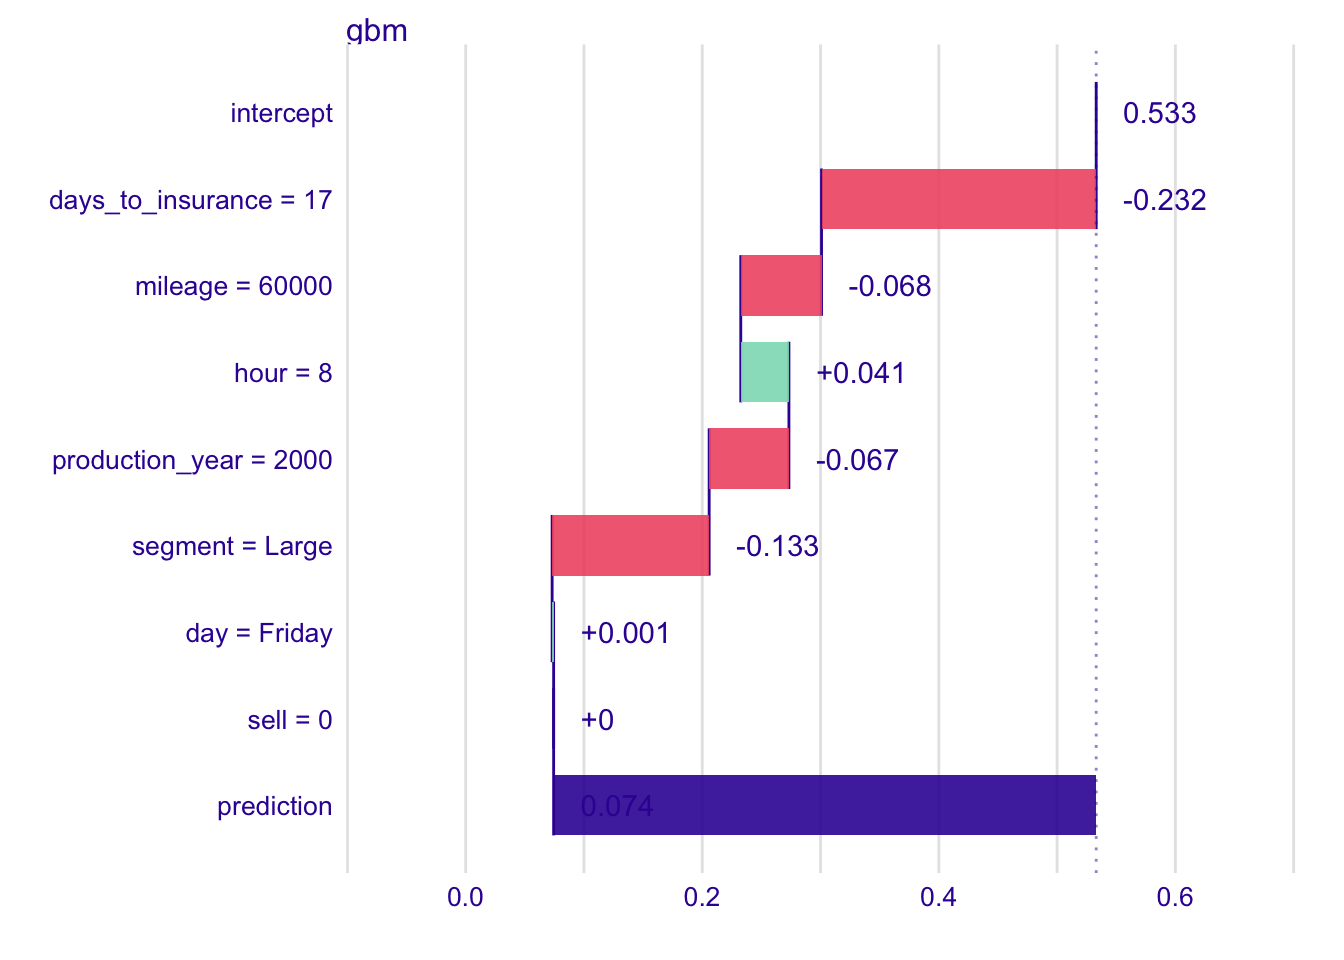 gbm
intercept 0.533
days_to_insurance = 17 -0.232
mileage = 60000 -0.068
hour = 8 +0.041
production_year = 2000 -0.067
segment = Large -0.133
day = Friday +0.001
sell = 0 +0
prediction 0.074
0.0 0.2 0.4 0.6